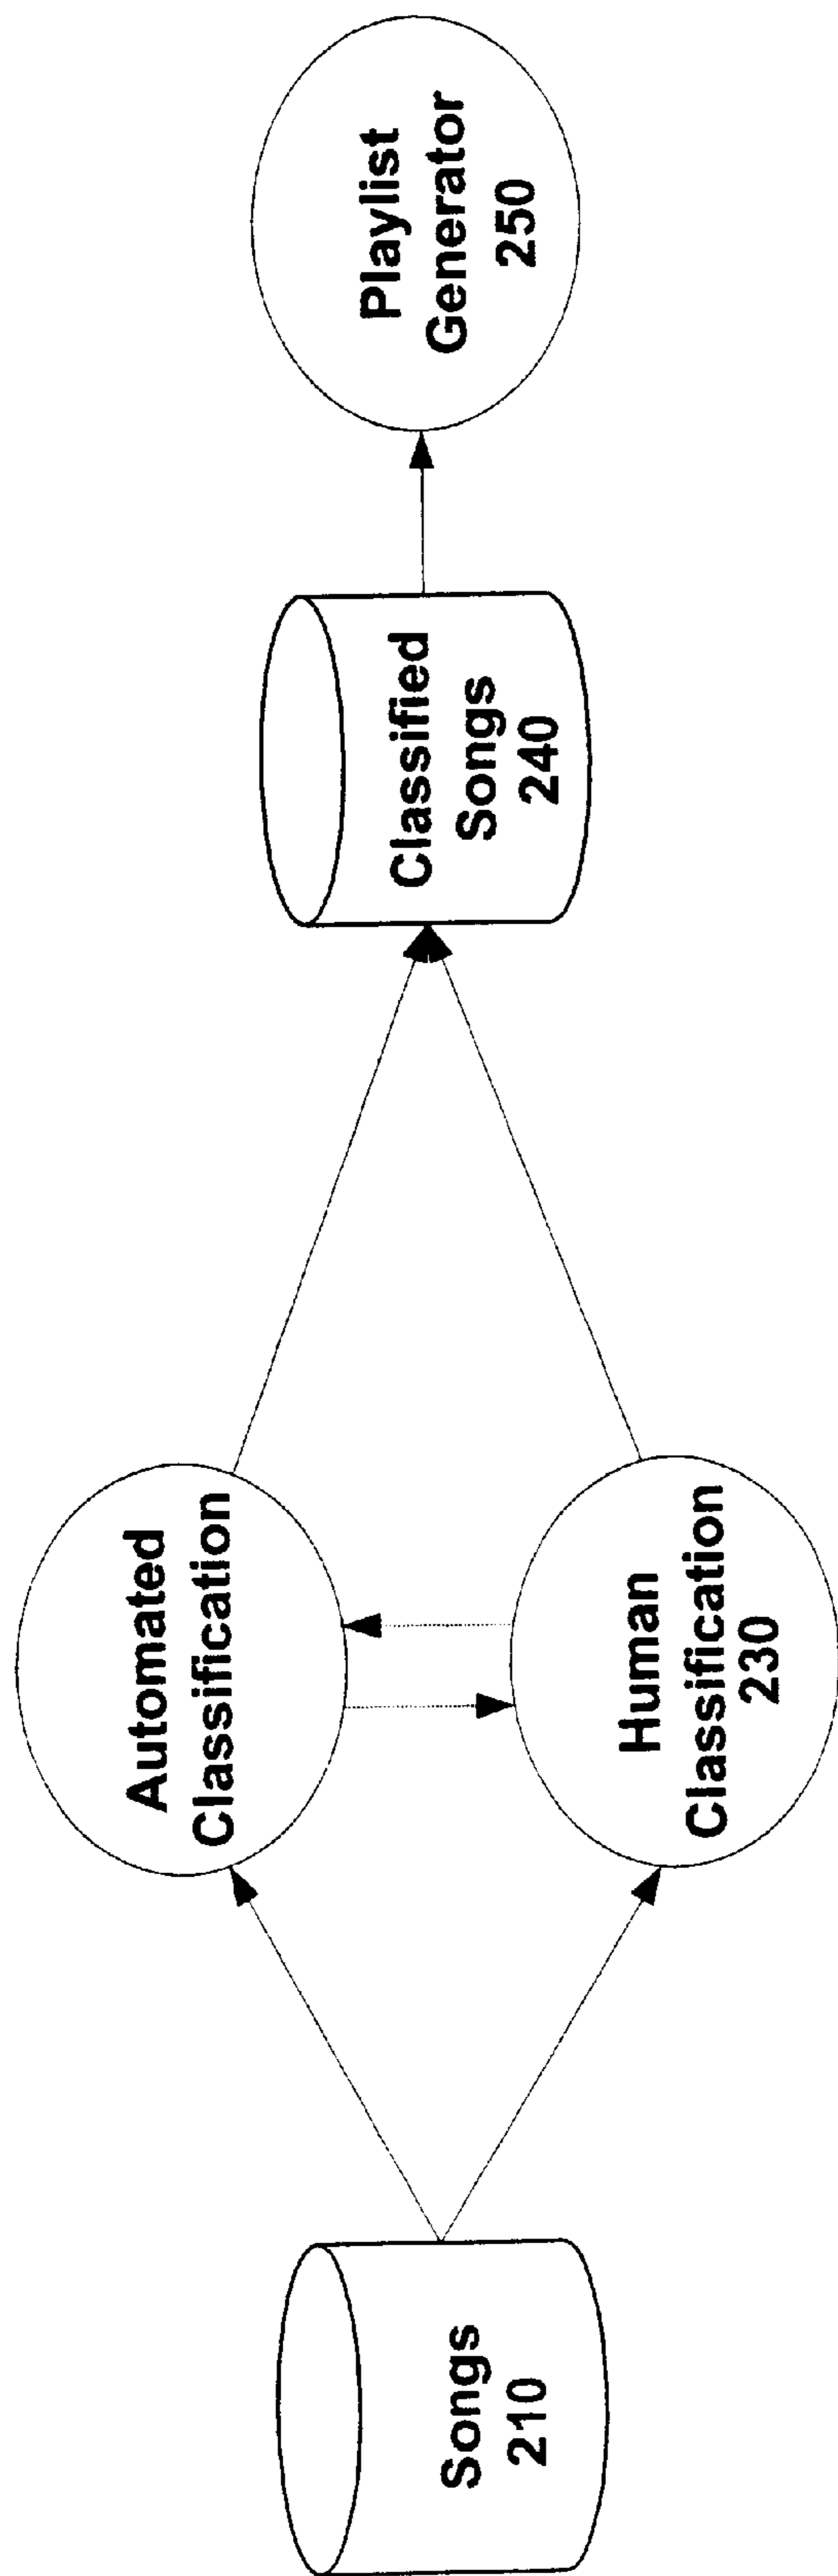 Songs
210
Automated
Classification
Human
Classification
230
Classified
Songs
240
Playlist
Generator
250